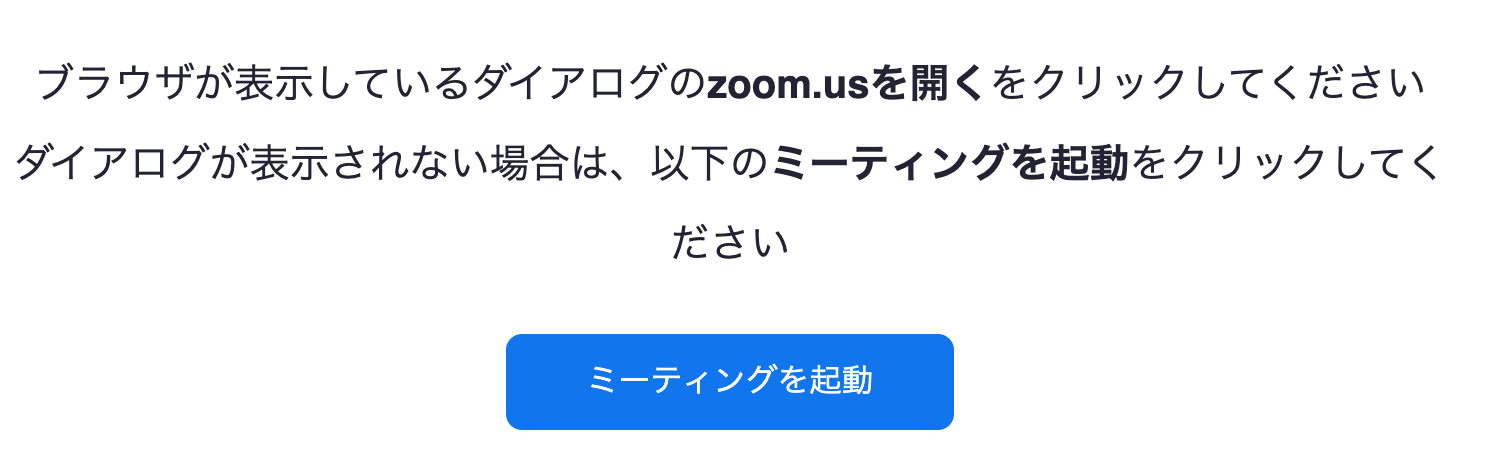 ブラウザが表示しているダイアログのzoom.usを開くをクリックしてください
ダイアログが表示されない場合は、以下のミーティングを起動をクリックしてく
ださい
ミーティングを起動